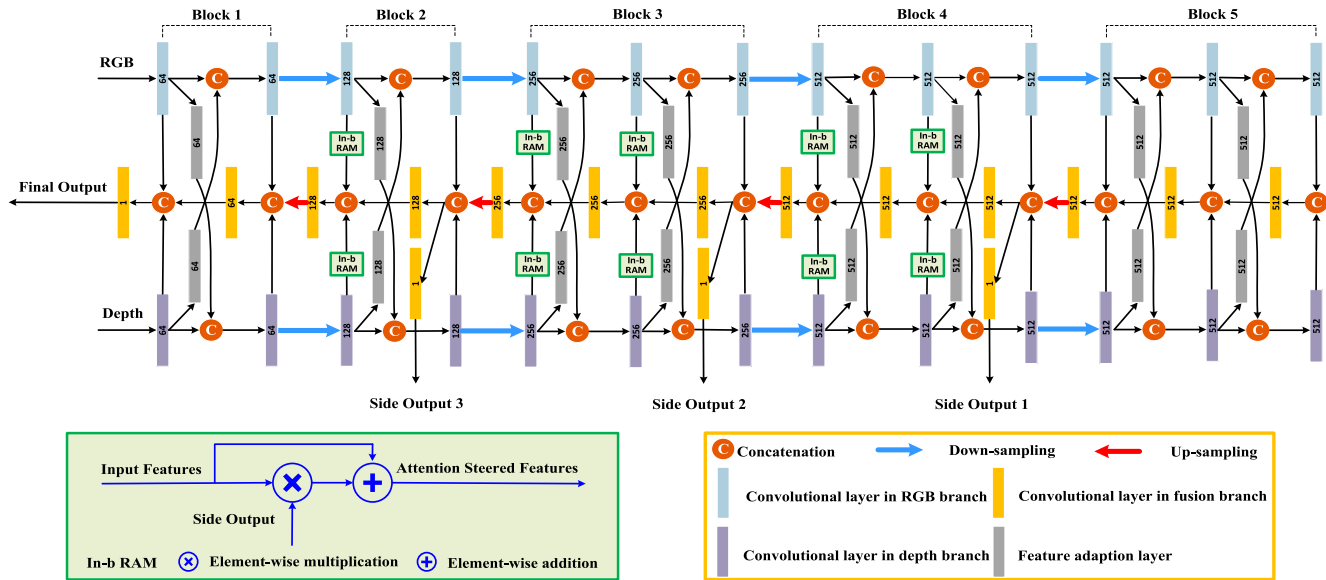 Block 1 Block 2 Block 3 Block 4 Block 5
RGB
64 64 128 128 256 256 256 512 512 512 512 512 512
C C C C C C C C
64 128 256 256 512 512 512 512
In-b RAM In-b RAM In-b RAM In-b RAM In-b RAM
Final Output
1 C 64 C 128 C 128 C 256 C 256 C 256 C 512 C 512 C 512 C 512 C 512 C 512 C
In-b RAM In-b RAM In-b RAM In-b RAM In-b RAM
64 128 256 256 512 512 512 512
1 1 1
Depth
64 64 128 128 256 256 256 512 512 512 512 512 512
C C C C C C C C
Side Output 3 Side Output 2 Side Output 1
Input Features
Attention Steered Features
Side Output
In-b RAM Element-wise multiplication Element-wise addition
C Concatenation Down-sampling Up-sampling
Convolutional layer in RGB branch Convolutional layer in fusion branch
Convolutional layer in depth branch Feature adaption layer